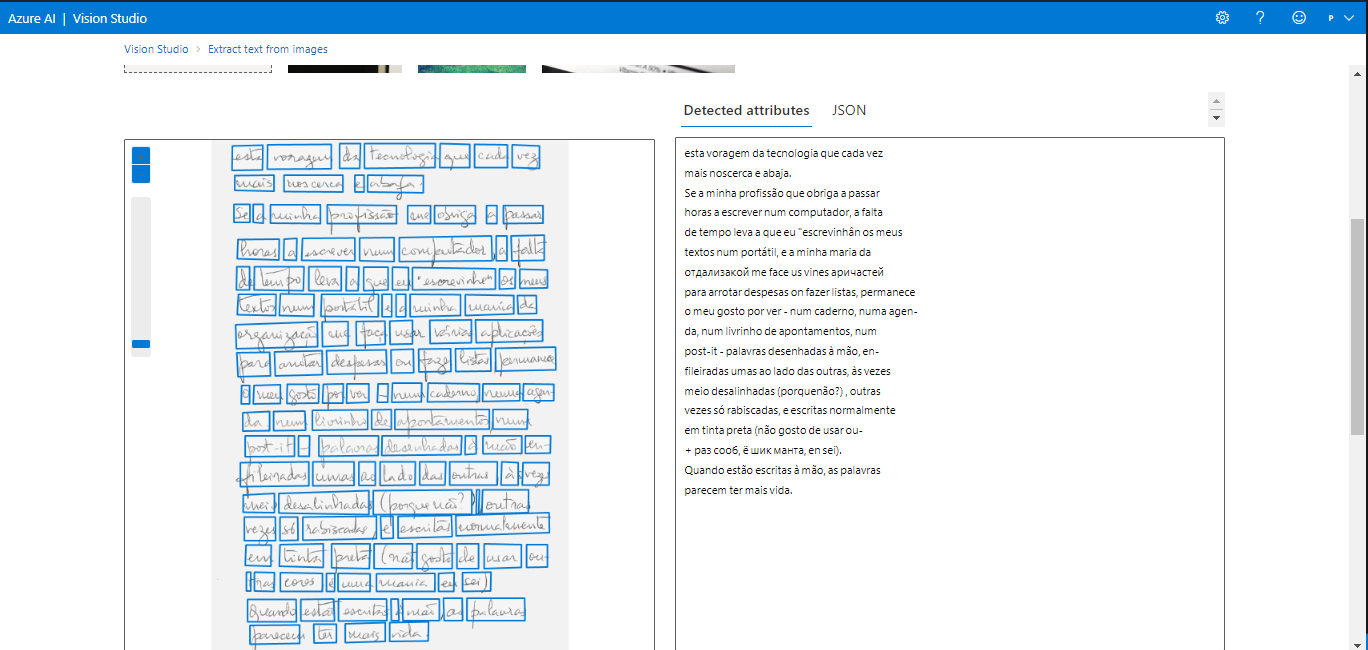 Azure AI | Vision Studio
?
P
Vision Studio > Extract text from images
Detected attributes
JSON
esta voragem da tecnologia que cada vez
mais nos cerca e abafa.
Se a minha profissão me obriga a passar
horas a escrever num computador, a falta
de tempo leva a que eu "escrevinhe" os meus
textos num portátil e a minha mania da
organização me faça usar várias aplicações
para anotar despesas ou fazer listas, permanece
o meu gosto por ver - num caderno, numa agen-
da, num livrinho de apontamentos, num
post-it - palavras desenhadas à mão, en-
fileiradas umas ao lado das outras, às vezes
meio desalinhadas (porque não?), outras
vezes só rabiscadas, e escritas normalmente
em tinta preta (não gosto de usar ou-
tras cores é uma mania, eu sei).
Quando estão escritas à mão, as palavras
parecem ter mais vida.
esta voragem da tecnologia que cada vez
mais noscerca e abaja.
Se a minha profissão que obriga a passar
horas a escrever num computador, a falta
de tempo leva a que eu "escrevinhân os meus
textos num portátil, e a minha maria da
отдализакой me face us vines аричастей
para arrotar despesas on fazer listas, permanece
o meu gosto por ver - num caderno, numa agen-
da, num livrinho de apontamentos, num
post-it - palavras desenhadas à mão, en-
fileiradas umas ao lado das outras, às vezes
meio desalinhadas (porquenão?) , outras
vezes só rabiscadas, e escritas normalmente
em tinta preta (não gosto de usar ou-
+ раз сооб, ё шик манта, en sei).
Quando estão escritas à mão, as palavras
parecem ter mais vida.